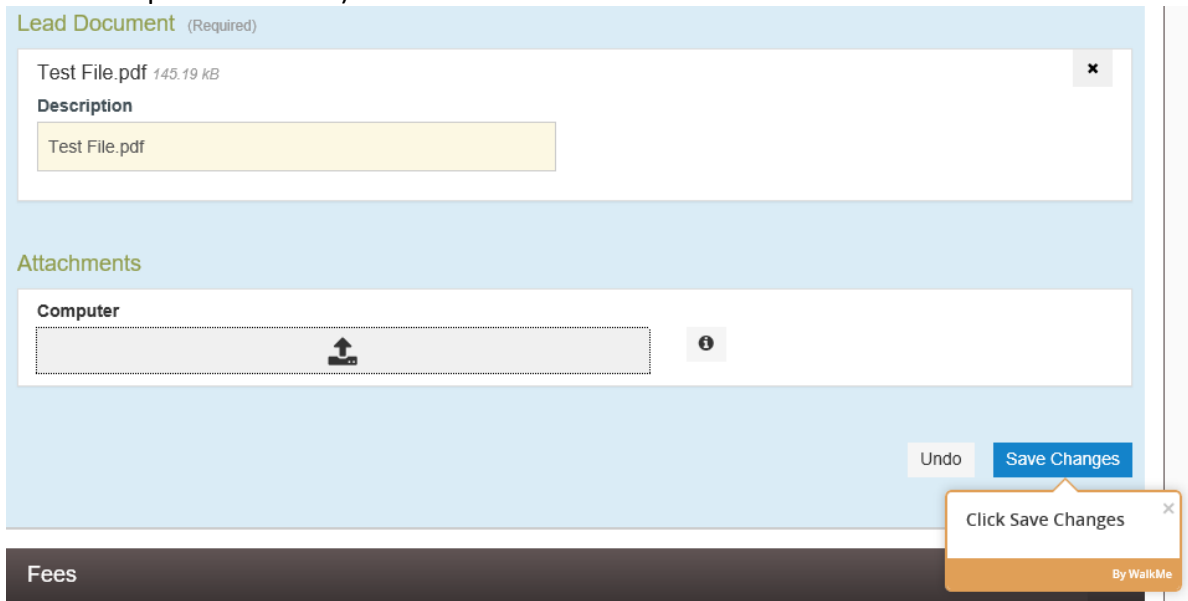 Lead Document (Required)
Test File.pdf 145.19 kB
Description
Test File.pdf
Attachments
Computer
Undo Save Changes
Click Save Changes
By WalkMe
Fees